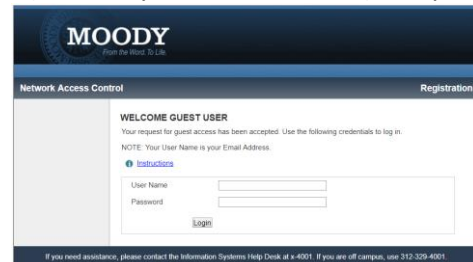 MOODY
From the Word. To Life.
Network Access Control
Registration
WELCOME GUEST USER
Your request for guest access has been accepted. Use the following credentials to log in.
NOTE: Your User Name is your Email Address.
Instructions
User Name
Password
Login
If you need assistance, please contact the Information Systems Help Desk at x-4001. If you are off campus, use 312-329-4001.